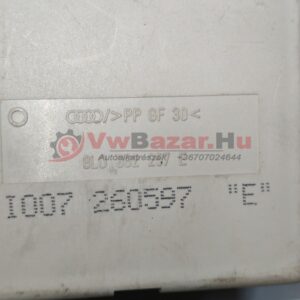 >PP GF 30<
VwBazar.Hu
Autóalkatrészek +36707024644
I007 260597 "E"